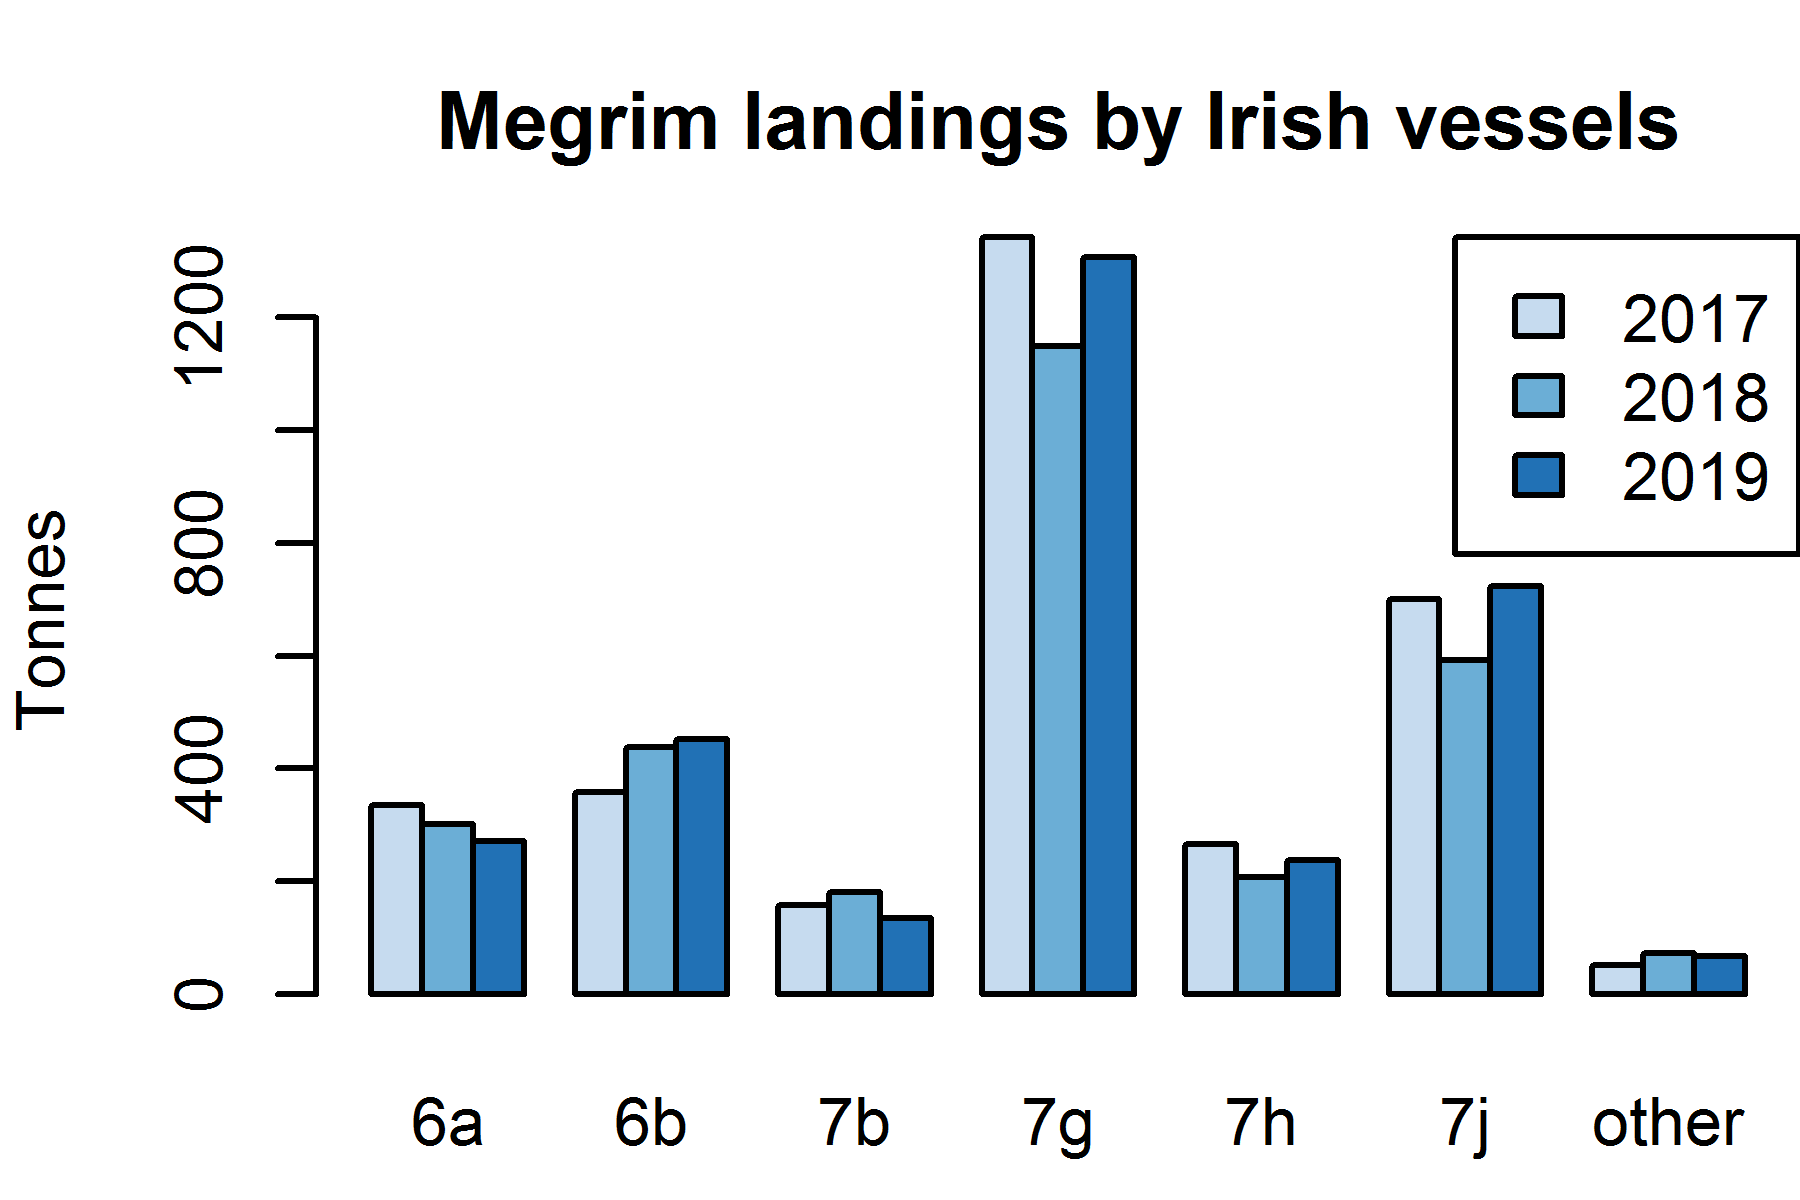 Megrim landings by Irish vessels
Tonnes
1200
800
400
0
2017
2018
2019
6a
6b
7b
7g
7h
7j
other